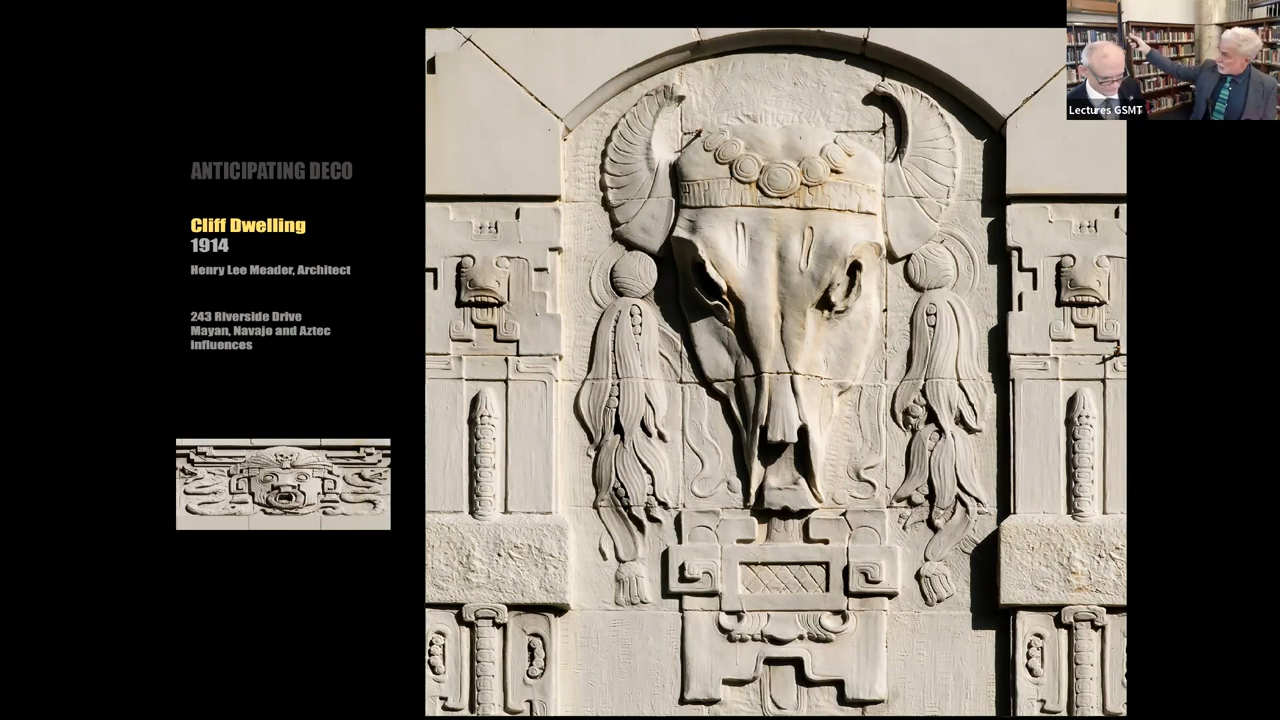 ANTICIPATING DECO
Cliff Dwelling
1914
Henry Lee Meader, Architect
243 Riverside Drive
Mayan, Navajo and Aztec
Influences
Lectures GSMT